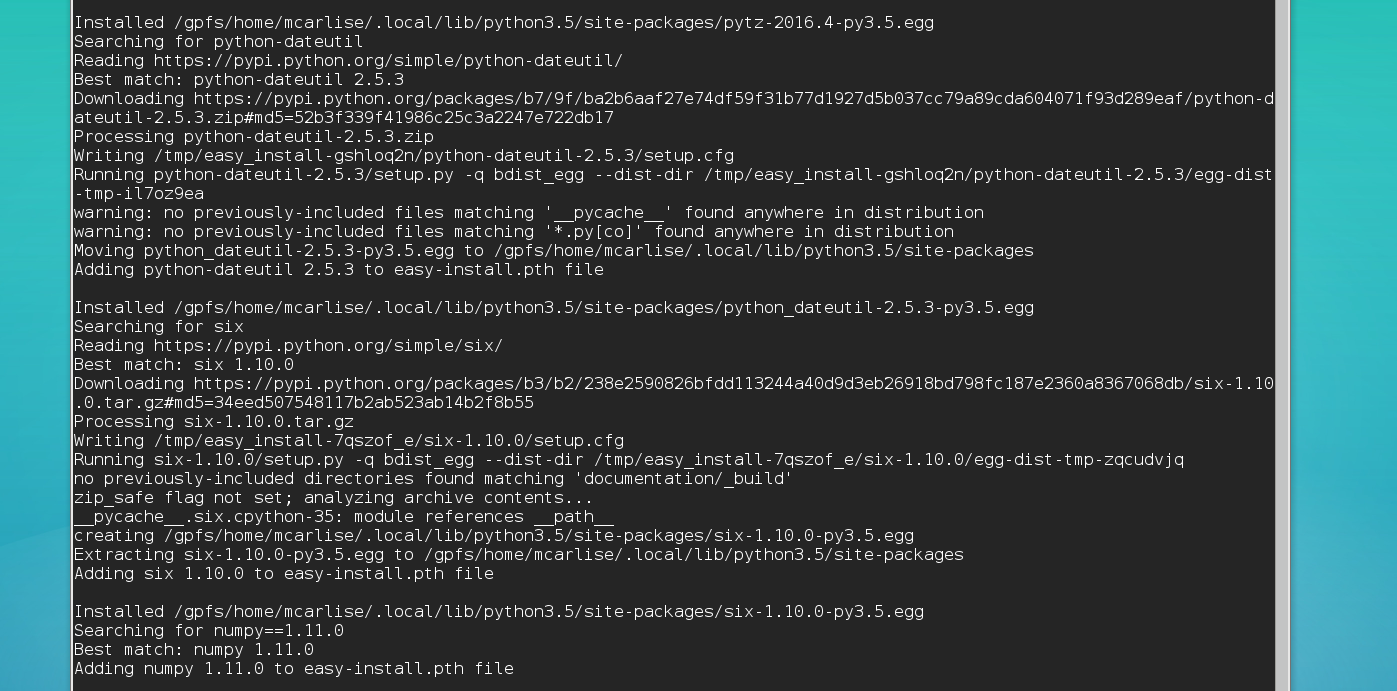 Installed /gpfs/home/mcarlise/.local/lib/python3.5/site-packages/pytz-2016.4-py3.5.egg
Searching for python-dateutil
Reading https://pypi.python.org/simple/python-dateutil/
Best match: python-dateutil 2.5.3
Downloading https://pypi.python.org/packages/b7/9f/ba2b6aaf27e74df59f31b77d1927d5b037cc79a89cda604071f93d289eaf/python-d
ateutil-2.5.3.zip#md5=52b3f339f41986c25c3a2247e722db17
Processing python-dateutil-2.5.3.zip
Writing /tmp/easy_install-gshloq2n/python-dateutil-2.5.3/setup.cfg
Running python-dateutil-2.5.3/setup.py -q bdist_egg --dist-dir /tmp/easy_install-gshloq2n/python-dateutil-2.5.3/egg-dist
-tmp-il7oz9ea
warning: no previously-included files matching '__pycache__' found anywhere in distribution
warning: no previously-included files matching '*.py[co]' found anywhere in distribution
Moving python_dateutil-2.5.3-py3.5.egg to /gpfs/home/mcarlise/.local/lib/python3.5/site-packages
Adding python-dateutil 2.5.3 to easy-install.pth file
Installed /gpfs/home/mcarlise/.local/lib/python3.5/site-packages/python_dateutil-2.5.3-py3.5.egg
Searching for six
Reading https://pypi.python.org/simple/six/
Best match: six 1.10.0
Downloading https://pypi.python.org/packages/b3/b2/238e2590826bfdd113244a40d9d3eb26918bd798fc187e2360a8367068db/six-1.10
.0.tar.gz#md5=34eed507548117b2ab523ab14b2f8b55
Processing six-1.10.0.tar.gz
Writing /tmp/easy_install-7qszof_e/six-1.10.0/setup.cfg
Running six-1.10.0/setup.py -q bdist_egg --dist-dir /tmp/easy_install-7qszof_e/six-1.10.0/egg-dist-tmp-zqcudvjq
no previously-included directories found matching 'documentation/_build'
zip_safe flag not set; analyzing archive contents...
__pycache__.six.cpython-35: module references __path__
creating /gpfs/home/mcarlise/.local/lib/python3.5/site-packages/six-1.10.0-py3.5.egg
Extracting six-1.10.0-py3.5.egg to /gpfs/home/mcarlise/.local/lib/python3.5/site-packages
Adding six 1.10.0 to easy-install.pth file
Installed /gpfs/home/mcarlise/.local/lib/python3.5/site-packages/six-1.10.0-py3.5.egg
Searching for numpy==1.11.0
Best match: numpy 1.11.0
Adding numpy 1.11.0 to easy-install.pth file